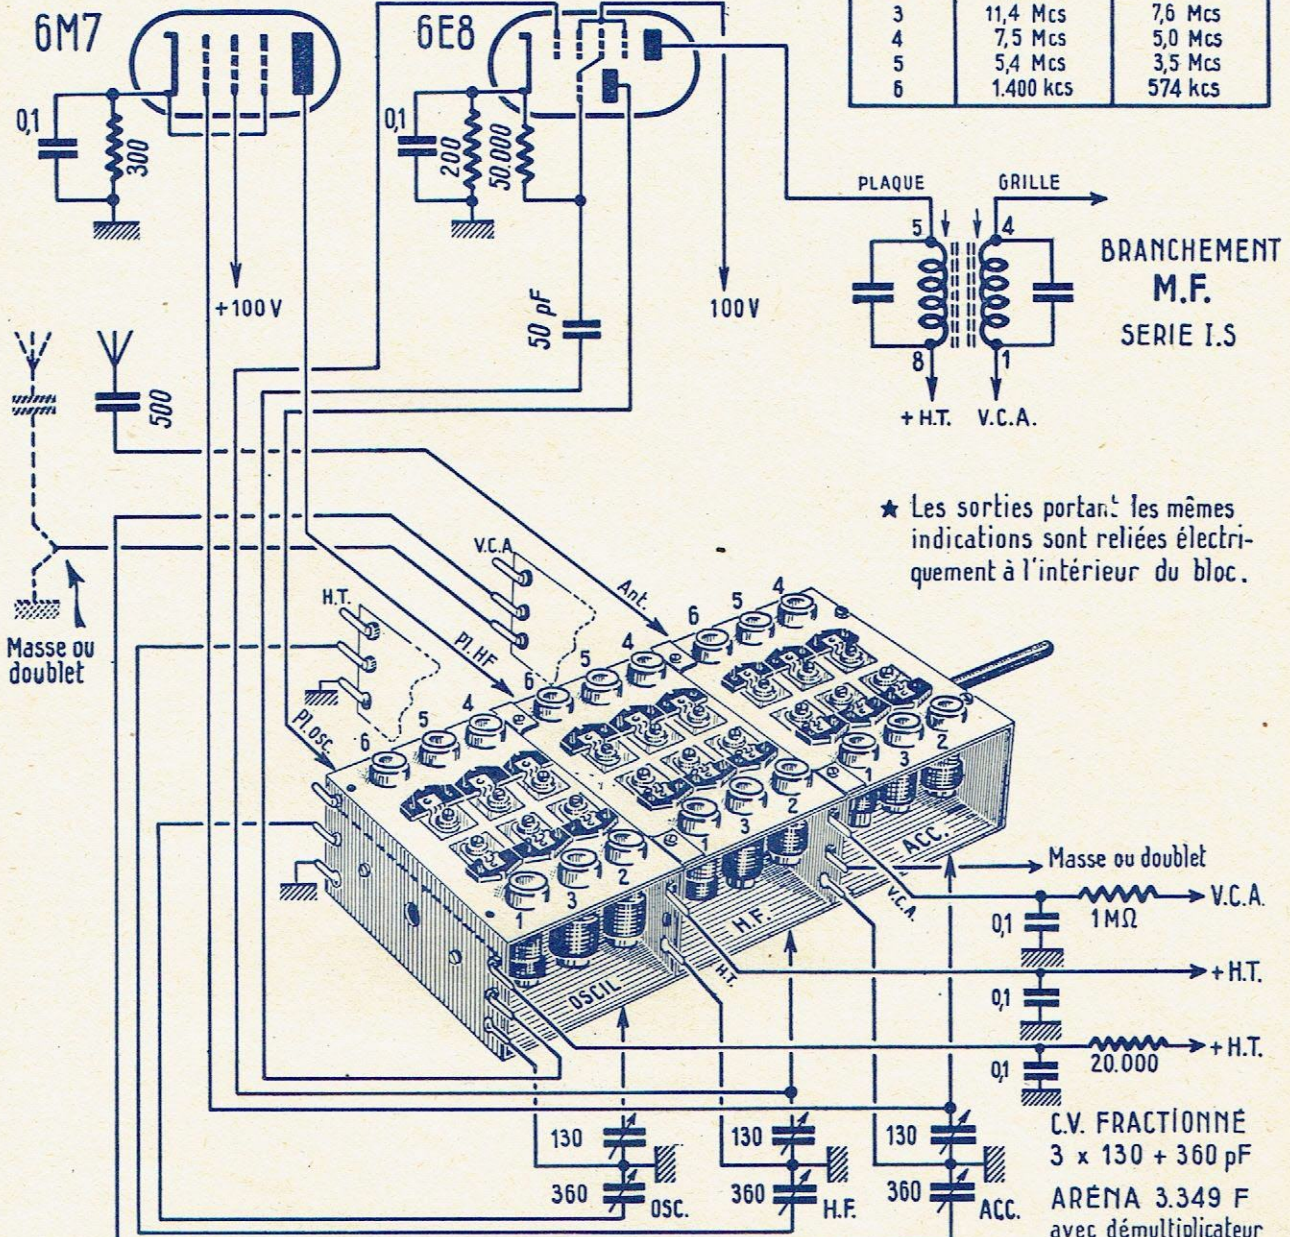 6M7
6E8
3 11,4 Mcs 7,6 Mcs
4 7,5 Mcs 5,0 Mcs
5 5,4 Mcs 3,5 Mcs
6 1.400 kcs 574 kcs
0,1
300
0,1
200
50.000
PLAQUE
GRILLE
5
4
BRANCHEMENT
M.F.
SERIE I.S
+100 V
50 pF
100 V
8
1
+ H.T.
V.C.A.
500
★ Les sorties portant les mêmes
indications sont reliées électri-
quement à l'intérieur du bloc.
V.C.A
H.T.
Ant.
Pl. HF
Pl. OSC.
Masse ou
doublet
6
5
4
6
5
4
6
5
4
1
3
2
1
3
2
1
3
2
ACC.
H.F.
OSCIL
V.C.A.
H.T.
Masse ou doublet
V.C.A.
0,1
1MΩ
+ H.T.
0,1
+ H.T.
0,1
20.000
130
130
130
360
OSC.
360
H.F.
360
ACC.
C.V. FRACTIONNÉ
3 x 130 + 360 pF
ARÉNA 3.349 F
avec démultiplicateur